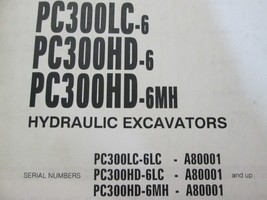 PC300LC-6
PC300HD-6
PC300HD-6MH
HYDRAULIC EXCAVATORS
PC300LC-6LC - A80001
SERIAL NUMBERS PC300HD-6LC - A80001 and up
PC300HD-6MH - A80001